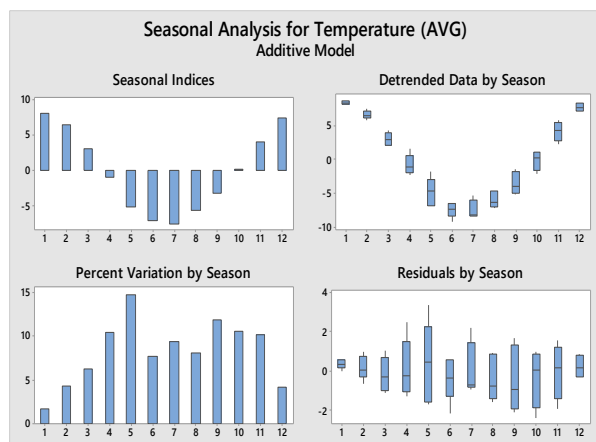 Seasonal Analysis for Temperature (AVG)
Additive Model
Seasonal Indices
10
5
0
-5
1 2 3 4 5 6 7 8 9 10 11 12
Detrended Data by Season
5
0
-5
-10
1 2 3 4 5 6 7 8 9 10 11 12
Percent Variation by Season
15
10
5
0
1 2 3 4 5 6 7 8 9 10 11 12
Residuals by Season
4
2
0
-2
1 2 3 4 5 6 7 8 9 10 11 12